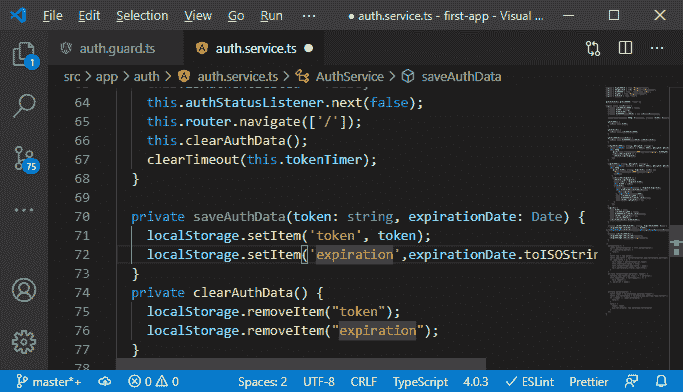 File Edit Selection View Go Run ... ● auth.service.ts - first-app - Visual ...
auth.guard.ts
auth.service.ts ●
src > app > auth > auth.service.ts > AuthService > saveAuthData
64 this.authStatusListener.next(false);
65 this.router.navigate(['/']);
66 this.clearAuthData();
67 clearTimeout(this.tokenTimer);
68 }
69
70 private saveAuthData(token: string, expirationDate: Date) {
71 localStorage.setItem('token', token);
72 localStorage.setItem('expiration',expirationDate.toISOStrin
73 }
74 private clearAuthData() {
75 localStorage.removeItem("token");
76 localStorage.removeItem("expiration");
77 }
78
1
75
master*+ 0 0 Spaces: 2 UTF-8 CRLF TypeScript 4.0.3 ✓ ESLint Prettier